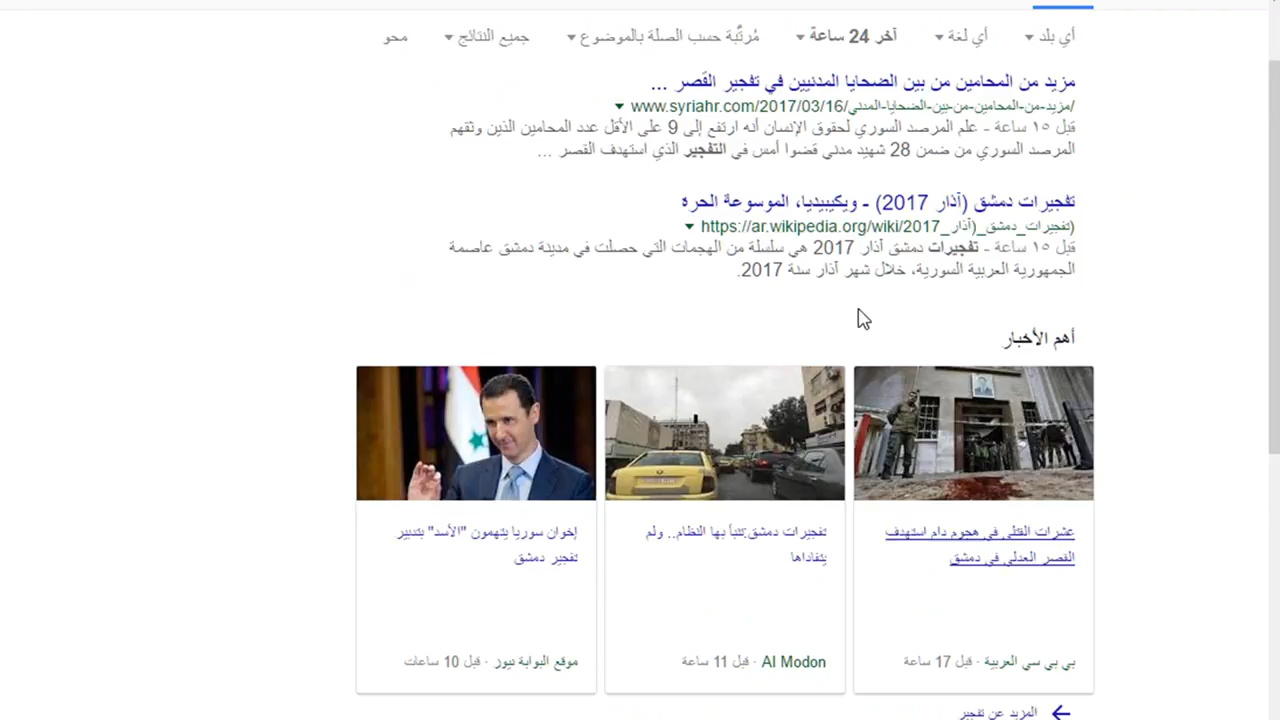 أي بلد أي لغة آخر 24 ساعة مُرتَّبة حسب الصلة بالموضوع جميع النتائج محو
مزيد من المحامين من بين الضحايا المدنيين في تفجير القصر ...
www.syriahr.com/2017/03/16/مزيد-من-المحامين-من-بين-الضحايا-المدني/
قبل ١٥ ساعة - علم المرصد السوري لحقوق الإنسان أنه ارتفع إلى 9 على الأقل عدد المحامين الذين وثقهم
المرصد السوري من ضمن 28 شهيد مدني قضوا أمس في التفجير الذي استهدف القصر ...
تفجيرات دمشق (آذار 2017) - ويكيبيديا، الموسوعة الحرة
https://ar.wikipedia.org/wiki/تفجيرات_دمشق_(آذار_2017)
قبل ١٥ ساعة - تفجيرات دمشق آذار 2017 هي سلسلة من الهجمات التي حصلت في مدينة دمشق عاصمة
الجمهورية العربية السورية، خلال شهر آذار سنة 2017.
أهم الأخبار
عشرات القتلى في هجوم دام استهدف
القصر العدلي في دمشق
بي بي سي العربية · قبل 17 ساعة
تفجيرات دمشق:تنبأ بها النظام.. ولم
يتفاداها
Al Modon · قبل 11 ساعة
إخوان سوريا يتهمون "الأسد" بتدبير
تفجير دمشق
موقع البوابة نيوز · قبل 10 ساعات
المزيد عن تفجير